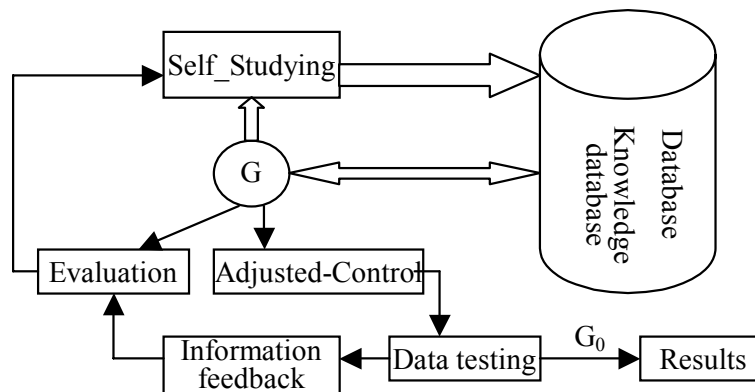 Self_Studying
Database
Knowledge
database
G
Evaluation
Adjusted-Control
Information
feedback
Data testing
G₀
Results